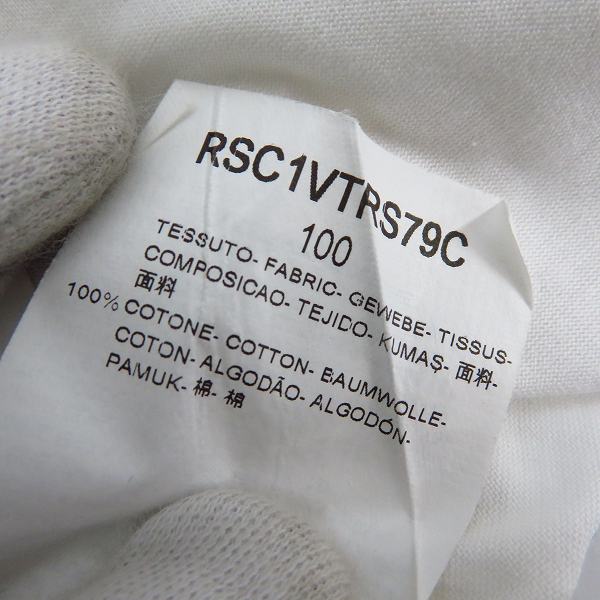 RSC1VTRS79C
100
TESSUTO- FABRIC- GEWEBE- TISSUS-
COMPOSICAO- TEJIDO- KUMAS- 面料-
面料
100% COTONE- COTTON- BAUMWOLLE-
COTON- ALGODÃO- ALGODÓN-
PAMUK- 棉- 棉